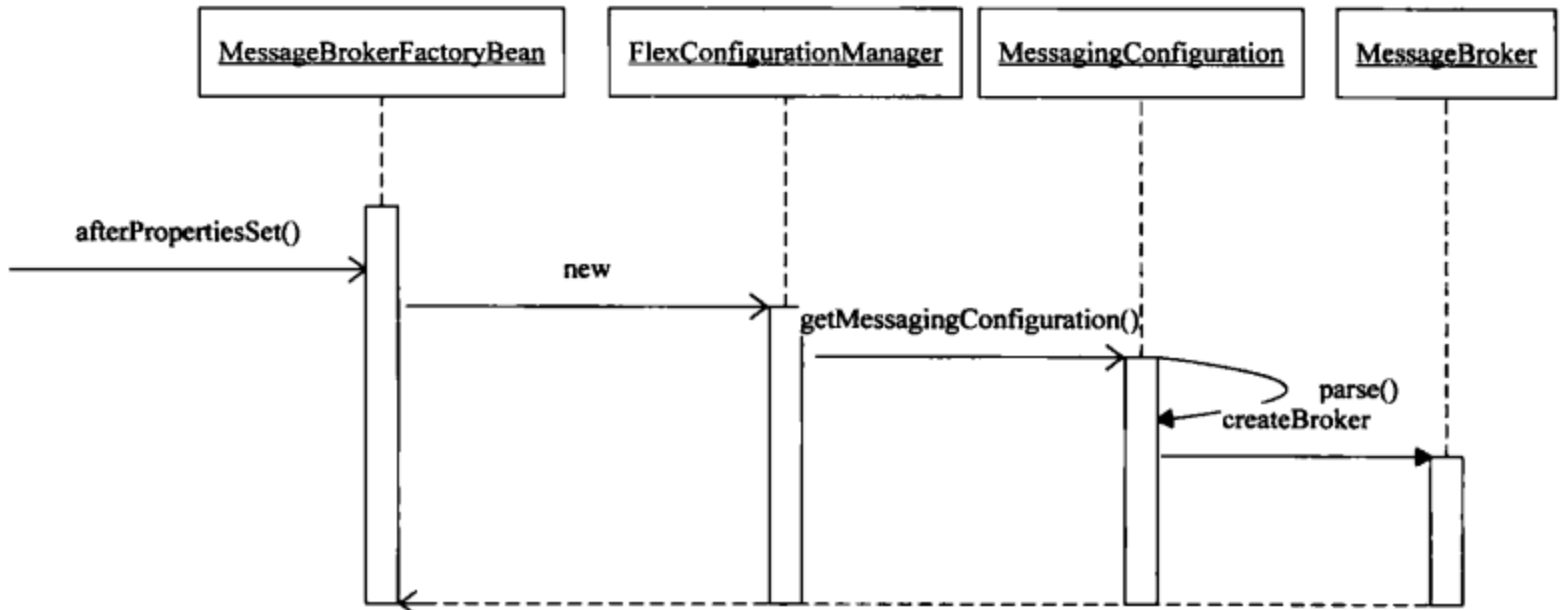 MessageBrokerFactoryBean
FlexConfigurationManager
MessagingConfiguration
MessageBroker
afterPropertiesSet()
new
getMessagingConfiguration()
parse()
createBroker